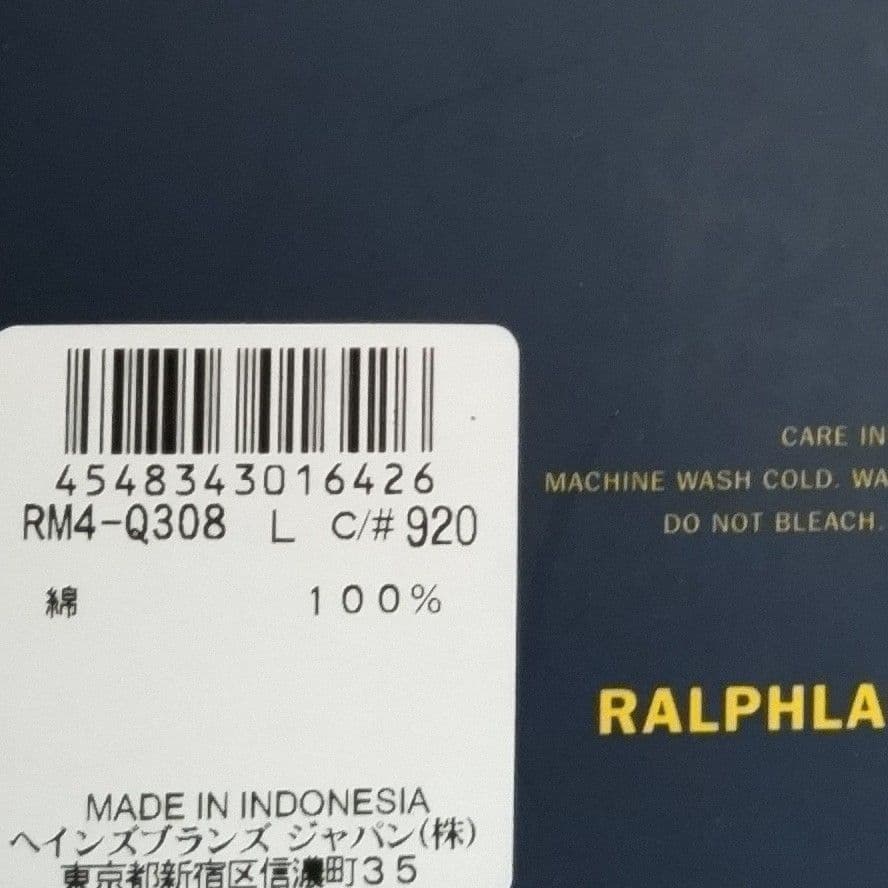 4548343016426
RM4-Q308 L C/# 920
綿 100%
MADE IN INDONESIA
ヘインズブランズ ジャパン(株)
東京都新宿区信濃町35
CARE IN
MACHINE WASH COLD. WA
DO NOT BLEACH.
RALPHLA